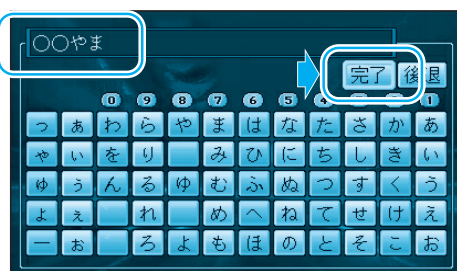 ○○やま
完了 後退
0 9 8 7 6 5 4 1
っ ぁ わ ら や ま は な た さ か あ
ゃ ぃ を り み ひ に ち し き い
ゅ ぅ ん る ゆ む ふ ぬ つ す く う
ょ ぇ れ め へ ね て せ け え
ー ぉ ろ よ も ほ の と そ こ お